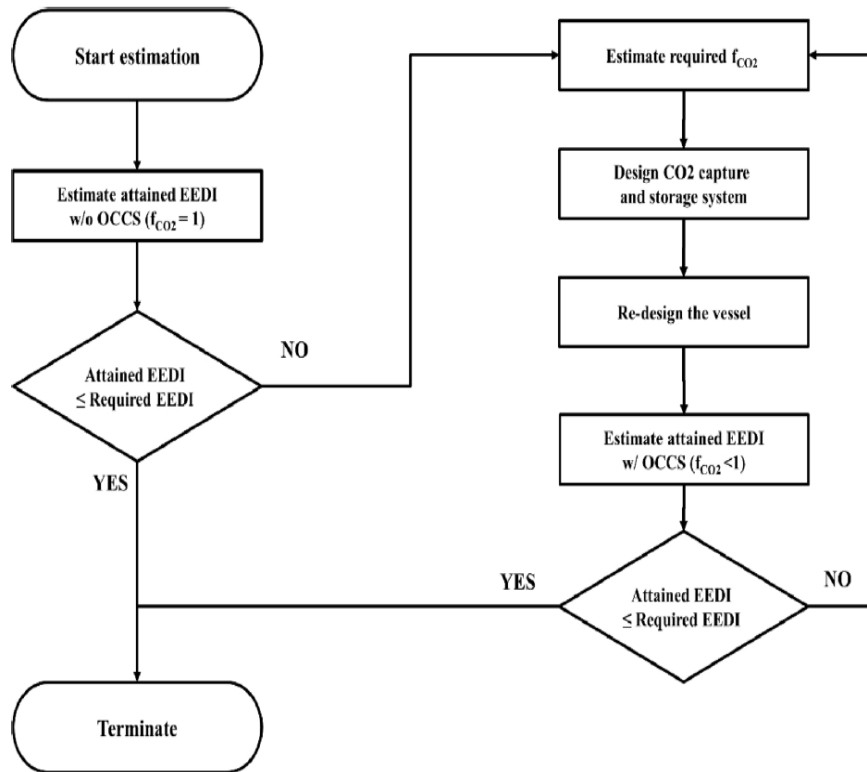 Start estimation
Estimate attained EEDI
w/o OCCS (fCO2 = 1)
Attained EEDI
≤ Required EEDI
NO
YES
Terminate
Estimate required fCO2
Design CO2 capture
and storage system
Re-design the vessel
Estimate attained EEDI
w/ OCCS (fCO2 <1)
Attained EEDI
≤ Required EEDI
YES
NO